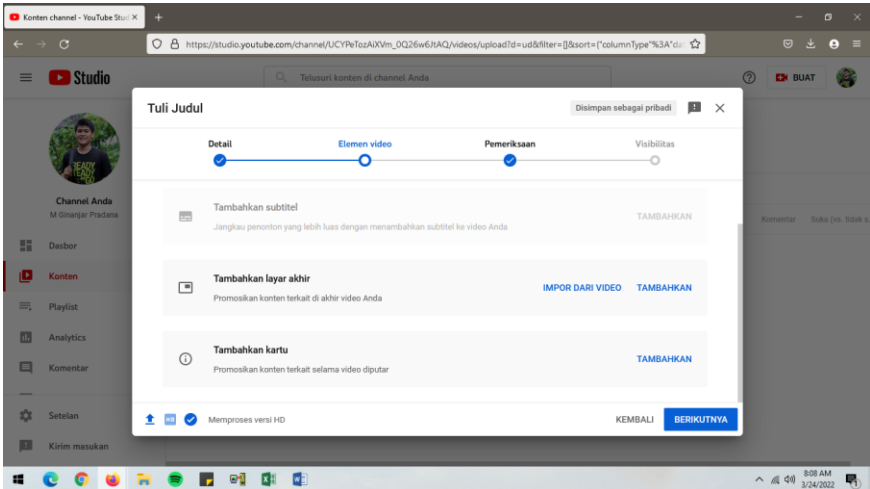 Konten channel - YouTube Stud
https://studio.youtube.com/channel/UCYPeTozAiXVm_0Q26w6JtAQ/videos/upload?d=ud&filter=[]&sort={"columnType"%3A"da
Studio
Telusuri konten di channel Anda
BUAT
Tuli Judul
Disimpan sebagai pribadi
Detail
Elemen video
Pemeriksaan
Visibilitas
READY
TEADY
GO
Channel Anda
M Ginanjar Pradana
Dasbor
Konten
Playlist
Analytics
Komentar
Setelan
Kirim masukan
Tambahkan subtitel
Jangkau penonton yang lebih luas dengan menambahkan subtitel ke video Anda
TAMBAHKAN
Komentar
Suka (vs. tidak s
Tambahkan layar akhir
Promosikan konten terkait di akhir video Anda
IMPOR DARI VIDEO
TAMBAHKAN
Tambahkan kartu
Promosikan konten terkait selama video diputar
TAMBAHKAN
Memproses versi HD
KEMBALI
BERIKUTNYA
8:08 AM
3/24/2022